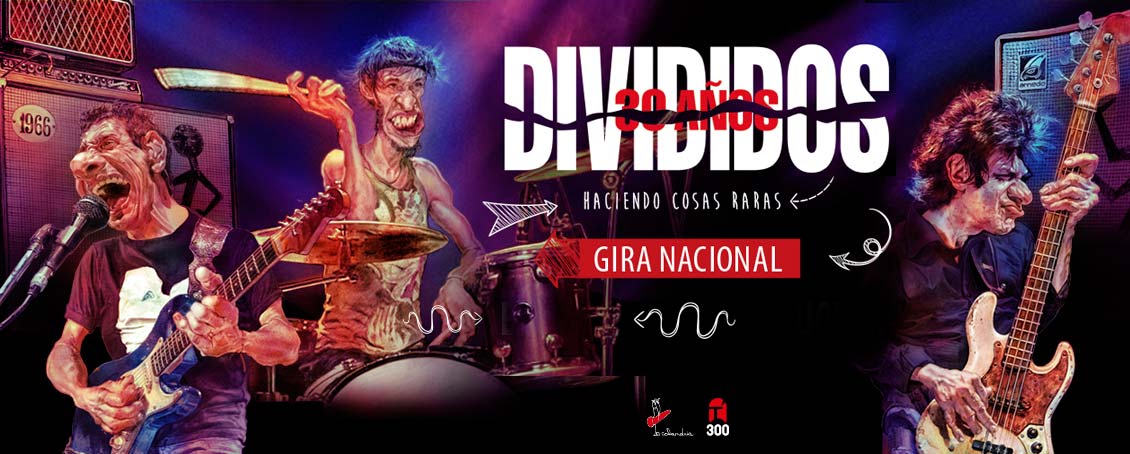 DIVIDIDOS
30 AÑOS
HACIENDO COSAS RARAS
GIRA NACIONAL
1966
300